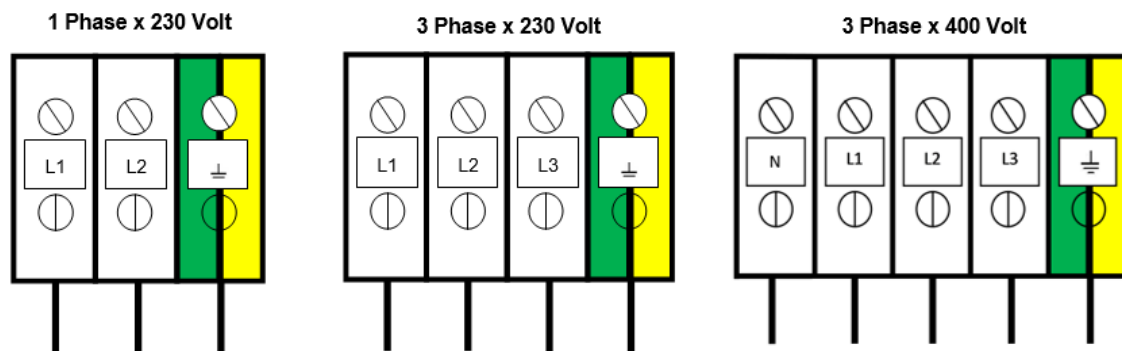 1 Phase x 230 Volt
L1 L2
3 Phase x 230 Volt
L1 L2 L3
3 Phase x 400 Volt
N L1 L2 L3